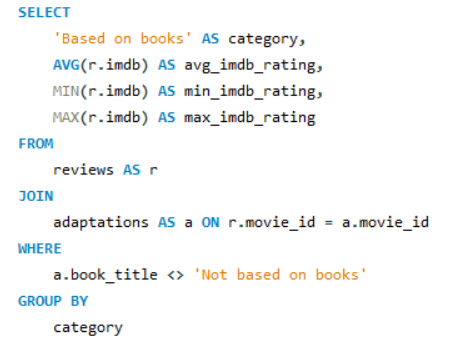 SELECT
'Based on books' AS category,
AVG(r.imdb) AS avg_imdb_rating,
MIN(r.imdb) AS min_imdb_rating,
MAX(r.imdb) AS max_imdb_rating
FROM
reviews AS r
JOIN
adaptations AS a ON r.movie_id = a.movie_id
WHERE
a.book_title <> 'Not based on books'
GROUP BY
category